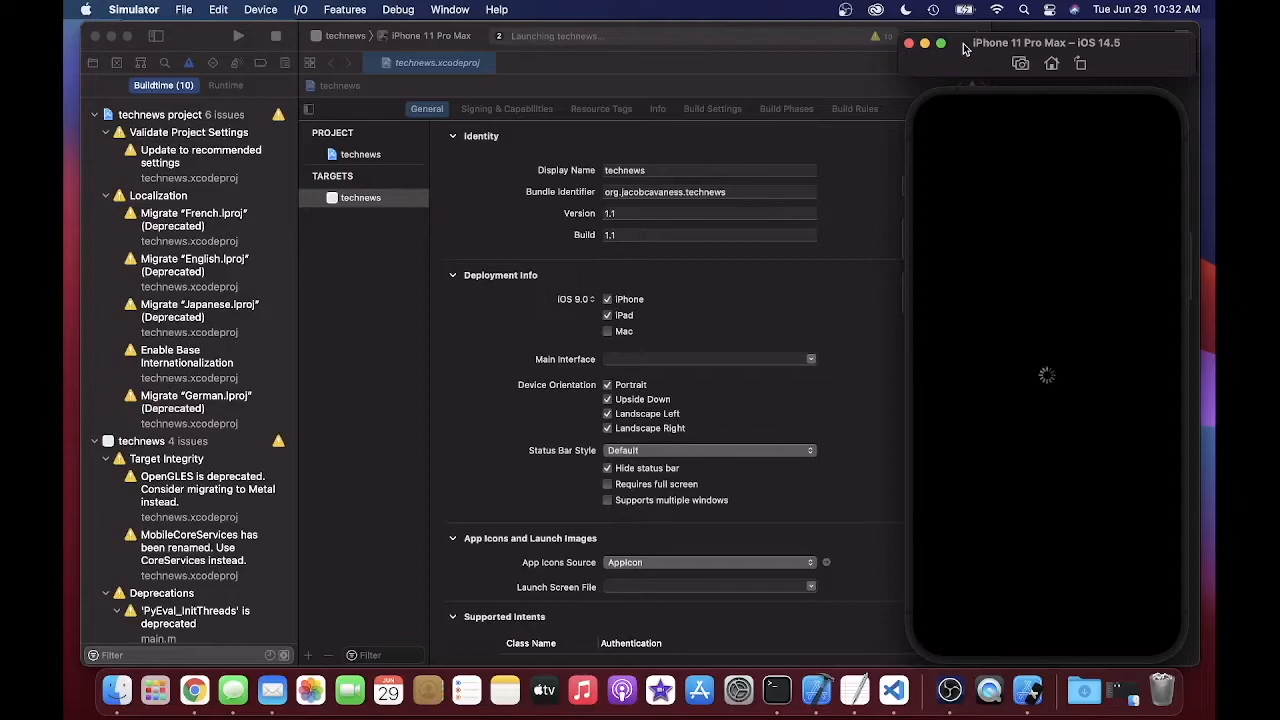 Simulator File Edit Device I/O Features Debug Window Help Tue Jun 29 10:32 AM
technews iPhone 11 Pro Max 2 Launching technews... 10
iPhone 11 Pro Max – iOS 14.5
technews.xcodeproj
Buildtime (10) Runtime
technews
General Signing & Capabilities Resource Tags Info Build Settings Build Phases Build Rules
technews project 6 issues
Validate Project Settings
Update to recommended
settings
technews.xcodeproj
Localization
Migrate “French.lproj”
(Deprecated)
technews.xcodeproj
Migrate “English.lproj”
(Deprecated)
technews.xcodeproj
Migrate “Japanese.lproj”
(Deprecated)
technews.xcodeproj
Enable Base
Internationalization
technews.xcodeproj
Migrate “German.lproj”
(Deprecated)
technews.xcodeproj
technews 4 issues
Target Integrity
OpenGLES is deprecated.
Consider migrating to Metal
instead.
technews.xcodeproj
MobileCoreServices has
been renamed. Use
CoreServices instead.
technews.xcodeproj
Deprecations
'PyEval_InitThreads' is
deprecated
main.m
Filter
PROJECT
technews
TARGETS
technews
Filter
Identity
Display Name technews
Bundle Identifier org.jacobcavaness.technews
Version 1.1
Build 1.1
Deployment Info
iOS 9.0 iPhone
iPad
Mac
Main Interface
Device Orientation Portrait
Upside Down
Landscape Left
Landscape Right
Status Bar Style Default
Hide status bar
Requires full screen
Supports multiple windows
App Icons and Launch Images
App Icons Source AppIcon
Launch Screen File
Supported Intents
Class Name Authentication
JUN
29
tv